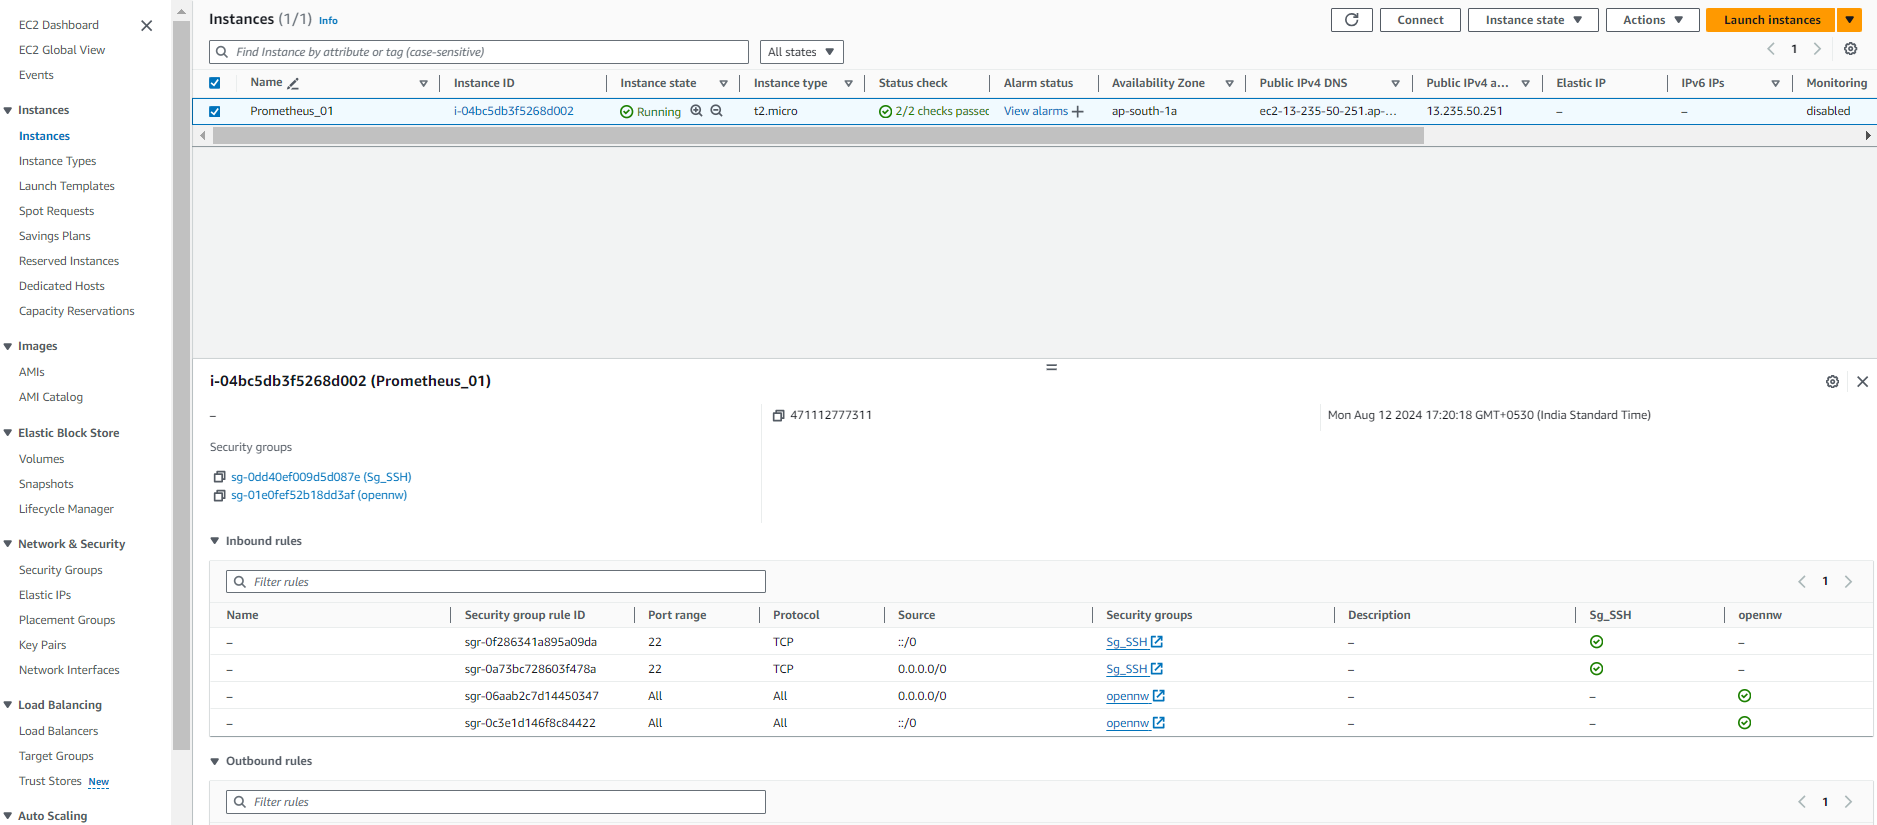 EC2 Dashboard
EC2 Global View
Events
Instances
Instances
Instance Types
Launch Templates
Spot Requests
Savings Plans
Reserved Instances
Dedicated Hosts
Capacity Reservations
Images
AMIs
AMI Catalog
Elastic Block Store
Volumes
Snapshots
Lifecycle Manager
Network & Security
Security Groups
Elastic IPs
Placement Groups
Key Pairs
Network Interfaces
Load Balancing
Load Balancers
Target Groups
Trust Stores New
Auto Scaling
Instances (1/1) Info
Connect Instance state Actions Launch instances
Find Instance by attribute or tag (case-sensitive) All states 1
Name Instance ID Instance state Instance type Status check Alarm status Availability Zone Public IPv4 DNS Public IPv4 a... Elastic IP IPv6 IPs Monitoring
Prometheus_01 i-04bc5db3f5268d002 Running t2.micro 2/2 checks passed View alarms + ap-south-1a ec2-13-235-50-251.ap-... 13.235.50.251 – – disabled
i-04bc5db3f5268d002 (Prometheus_01)
– 471112777311 Mon Aug 12 2024 17:20:18 GMT+0530 (India Standard Time)
Security groups
sg-0dd40ef009d5d087e (Sg_SSH)
sg-01e0fef52b18dd3af (opennw)
Inbound rules
Filter rules 1
Name Security group rule ID Port range Protocol Source Security groups Description Sg_SSH opennw
– sgr-0f286341a895a09da 22 TCP ::/0 Sg_SSH – –
– sgr-0a73bc728603f478a 22 TCP 0.0.0.0/0 Sg_SSH – –
– sgr-06aab2c7d14450347 All All 0.0.0.0/0 opennw – –
– sgr-0c3e1d146f8c84422 All All ::/0 opennw – –
Outbound rules
Filter rules 1